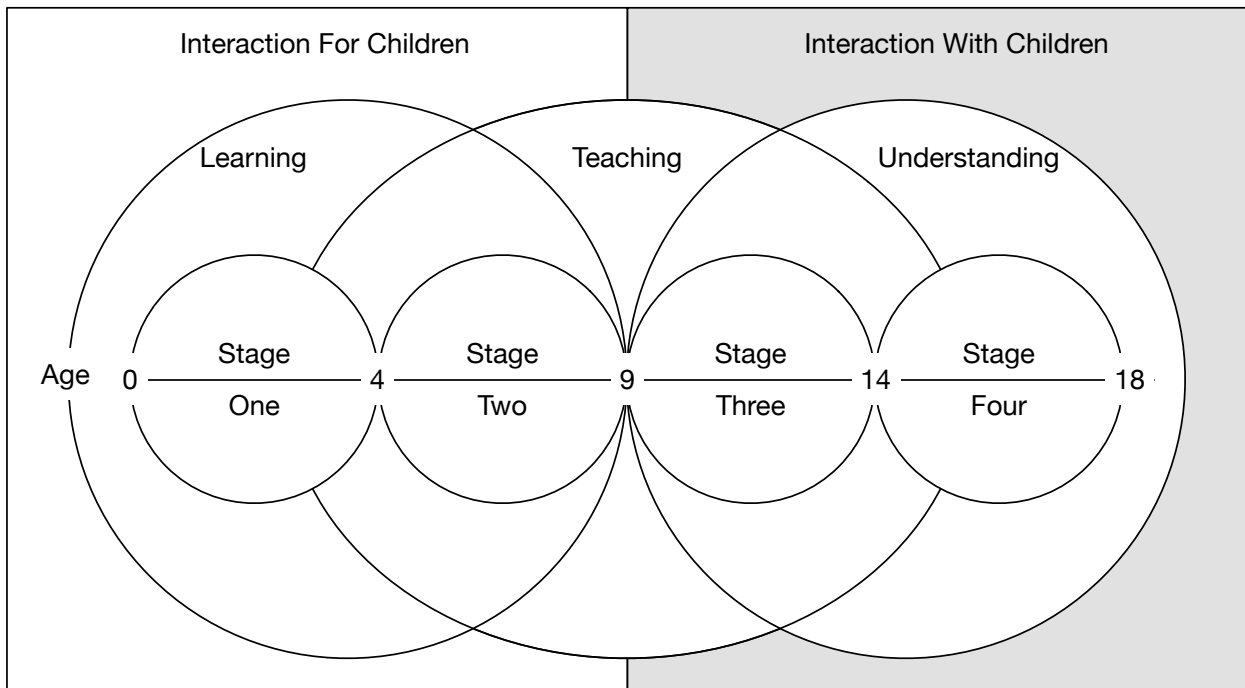 Interaction For Children
Interaction With Children
Learning
Teaching
Understanding
Stage
Stage
Stage
Stage
Age 0 4 9 14 18
One
Two
Three
Four